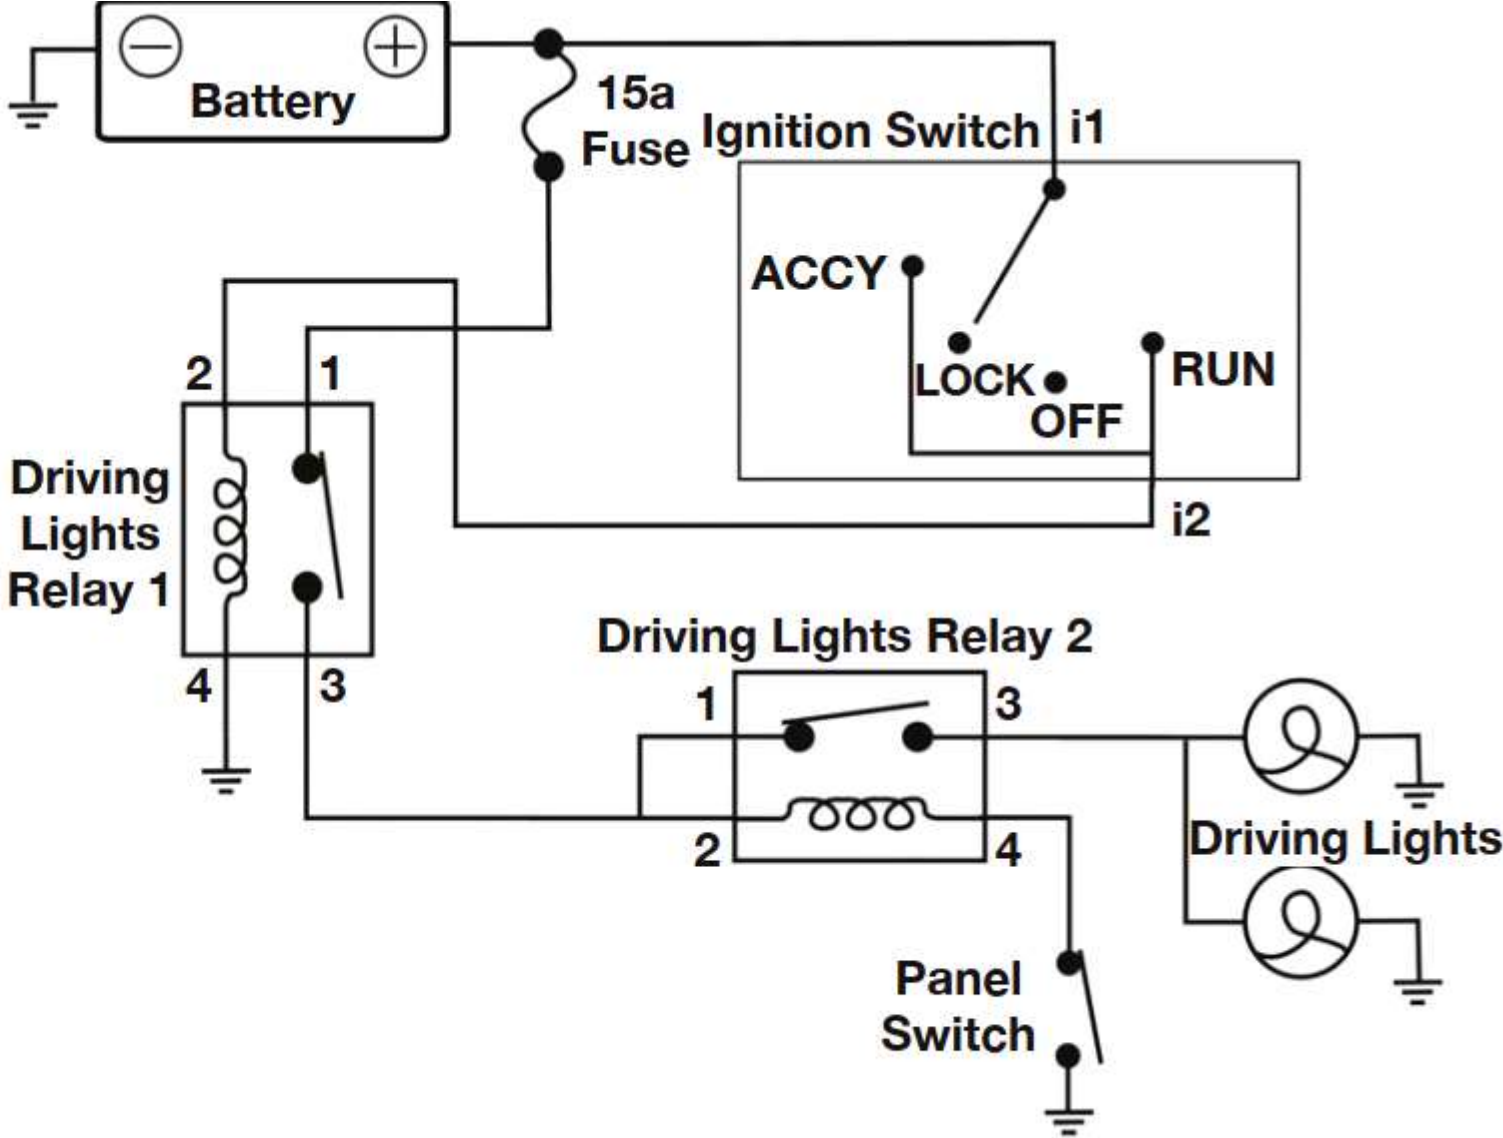 Battery
15a
Fuse
Ignition Switch
i1
ACCY
LOCK
OFF
RUN
i2
2
1
Driving
Lights
Relay 1
4
3
Driving Lights Relay 2
1
3
2
4
Driving Lights
Panel
Switch